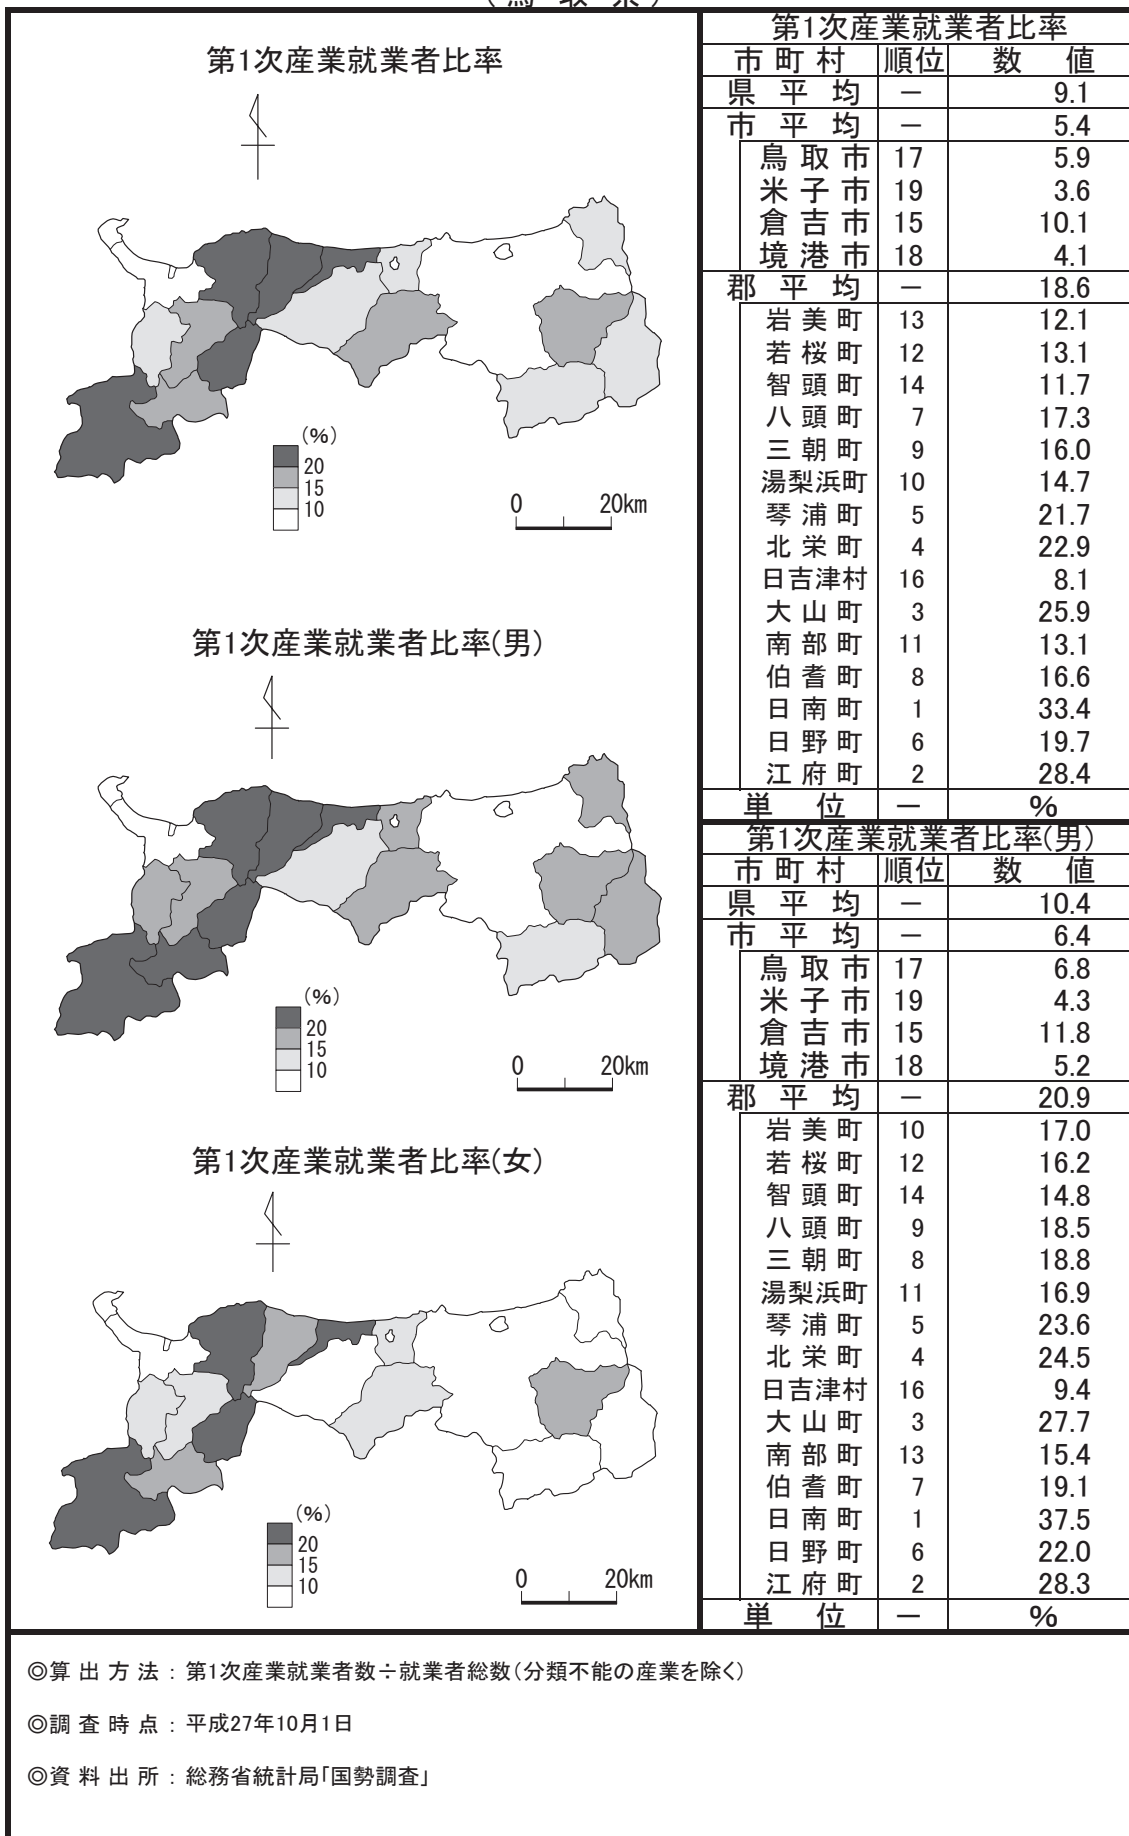 (鳥取県)
第1次産業就業者比率
(%)
20
15
10
0 20km
第1次産業就業者比率(男)
(%)
20
15
10
0 20km
第1次産業就業者比率(女)
(%)
20
15
10
0 20km
第1次産業就業者比率
市町村 順位 数値
県平均 － 9.1
市平均 － 5.4
鳥取市 17 5.9
米子市 19 3.6
倉吉市 15 10.1
境港市 18 4.1
郡平均 － 18.6
岩美町 13 12.1
若桜町 12 13.1
智頭町 14 11.7
八頭町 7 17.3
三朝町 9 16.0
湯梨浜町 10 14.7
琴浦町 5 21.7
北栄町 4 22.9
日吉津村 16 8.1
大山町 3 25.9
南部町 11 13.1
伯耆町 8 16.6
日南町 1 33.4
日野町 6 19.7
江府町 2 28.4
単位 － %
第1次産業就業者比率(男)
市町村 順位 数値
県平均 － 10.4
市平均 － 6.4
鳥取市 17 6.8
米子市 19 4.3
倉吉市 15 11.8
境港市 18 5.2
郡平均 － 20.9
岩美町 10 17.0
若桜町 12 16.2
智頭町 14 14.8
八頭町 9 18.5
三朝町 8 18.8
湯梨浜町 11 16.9
琴浦町 5 23.6
北栄町 4 24.5
日吉津村 16 9.4
大山町 3 27.7
南部町 13 15.4
伯耆町 7 19.1
日南町 1 37.5
日野町 6 22.0
江府町 2 28.3
単位 － %
◎算出方法：第1次産業就業者数÷就業者総数(分類不能の産業を除く)
◎調査時点：平成27年10月1日
◎資料出所：総務省統計局「国勢調査」